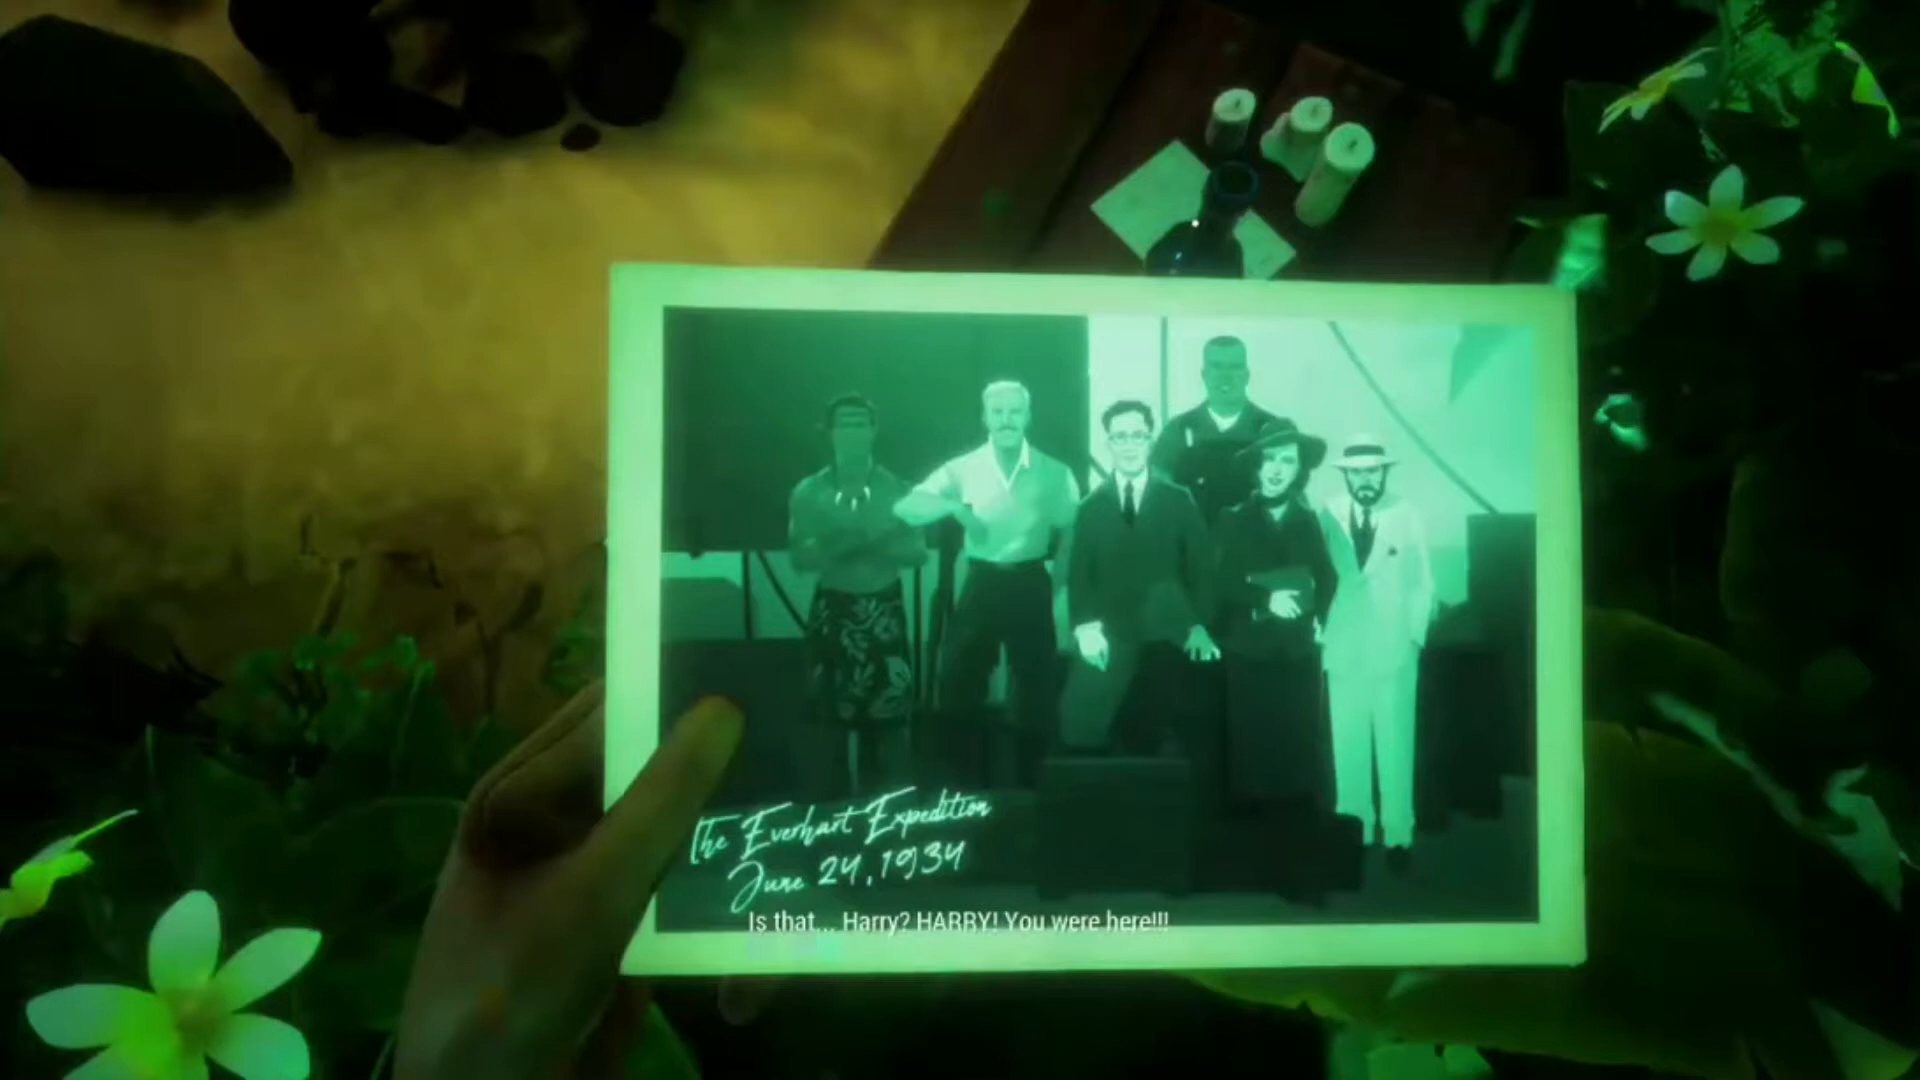 The Everhart Expedition
June 24, 1934
Is that... Harry? HARRY! You were here!!!